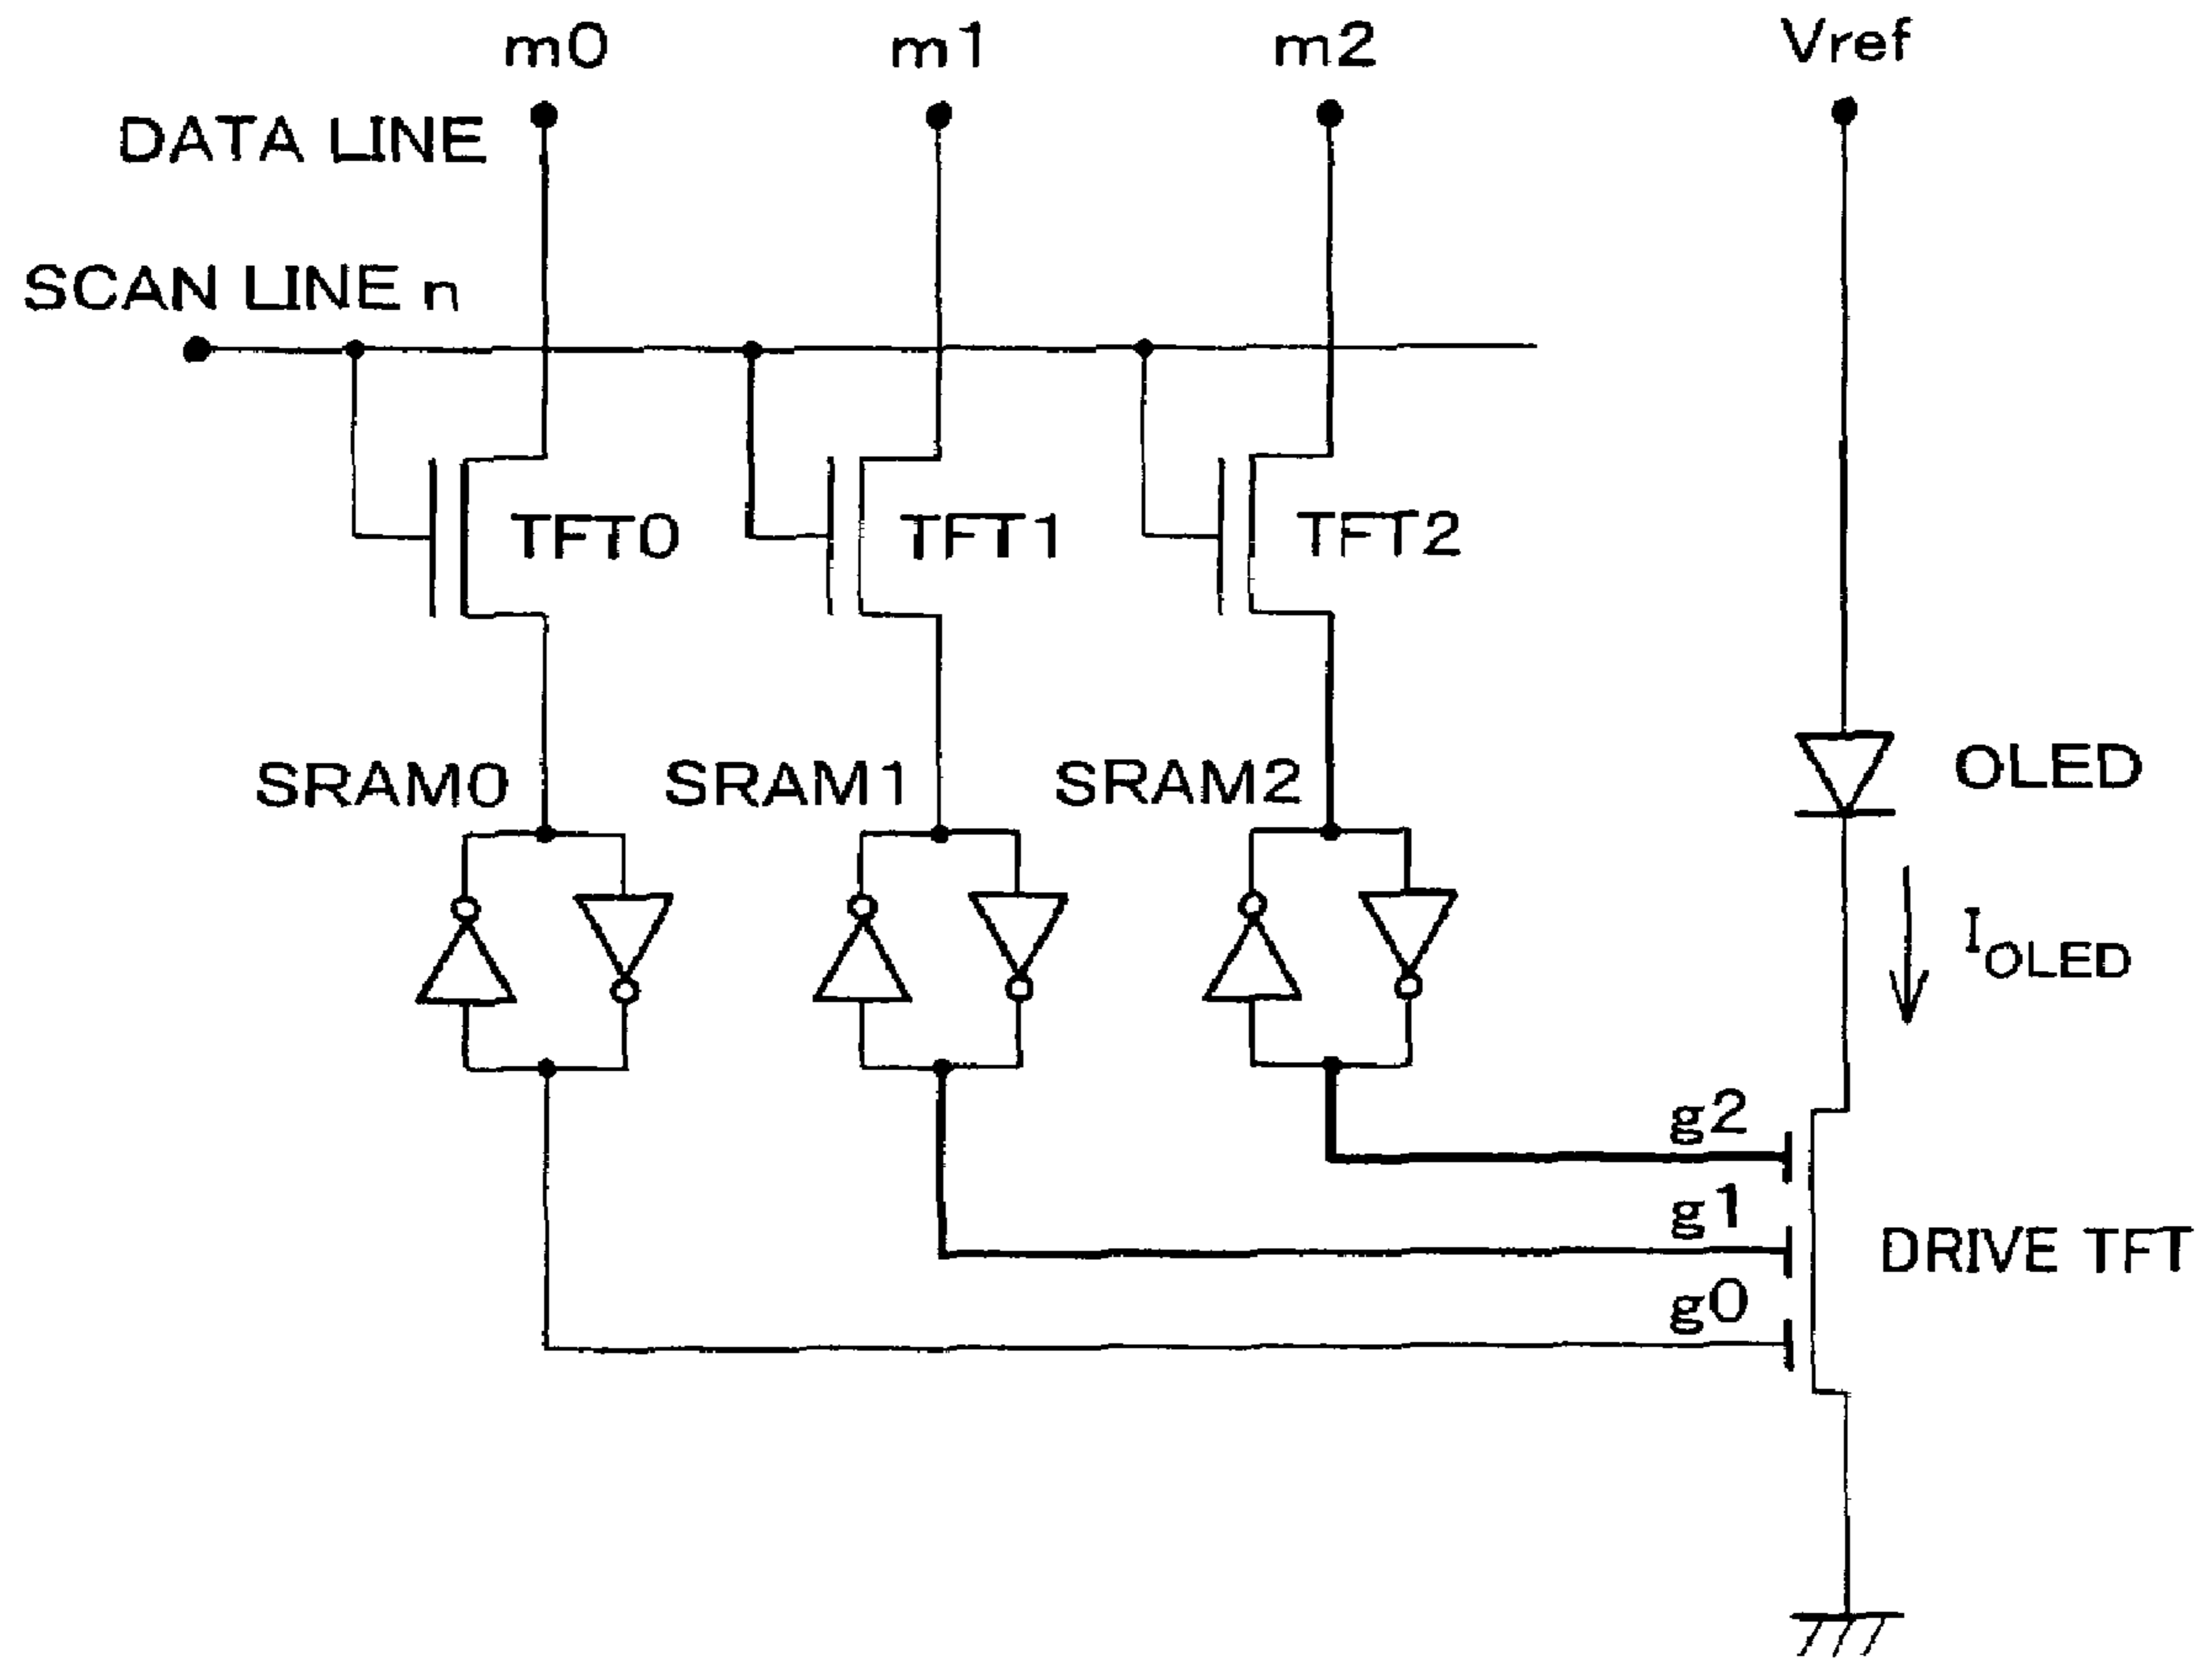 m0 m1 m2 Vref
DATA LINE
SCAN LINE n
TFT0 TFT1 TFT2
SRAM0 SRAM1 SRAM2 OLED
I OLED
g2
g1
DRIVE TFT
g0